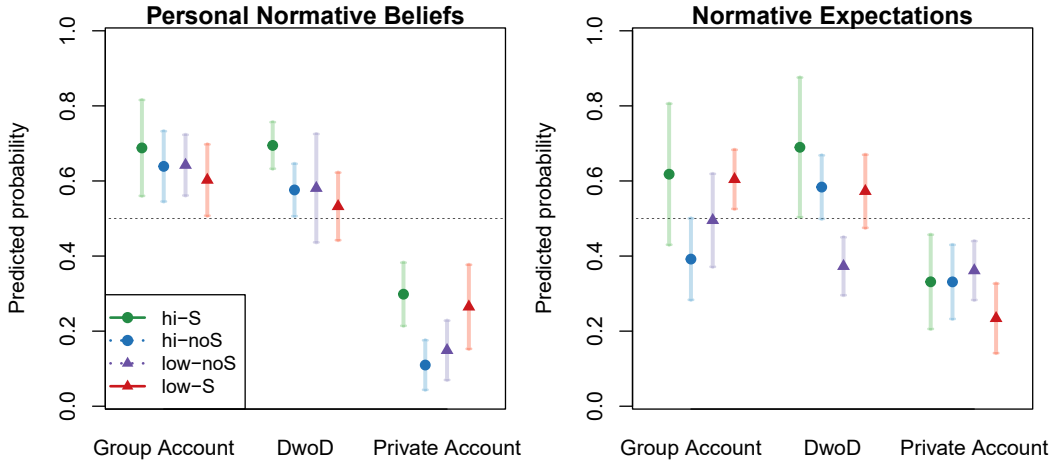 Personal Normative Beliefs
Predicted probability
1.0
0.8
0.6
0.4
0.2
0.0
hi-S
hi-noS
low-noS
low-S
Group Account DwoD Private Account
Normative Expectations
Predicted probability
1.0
0.8
0.6
0.4
0.2
0.0
Group Account DwoD Private Account